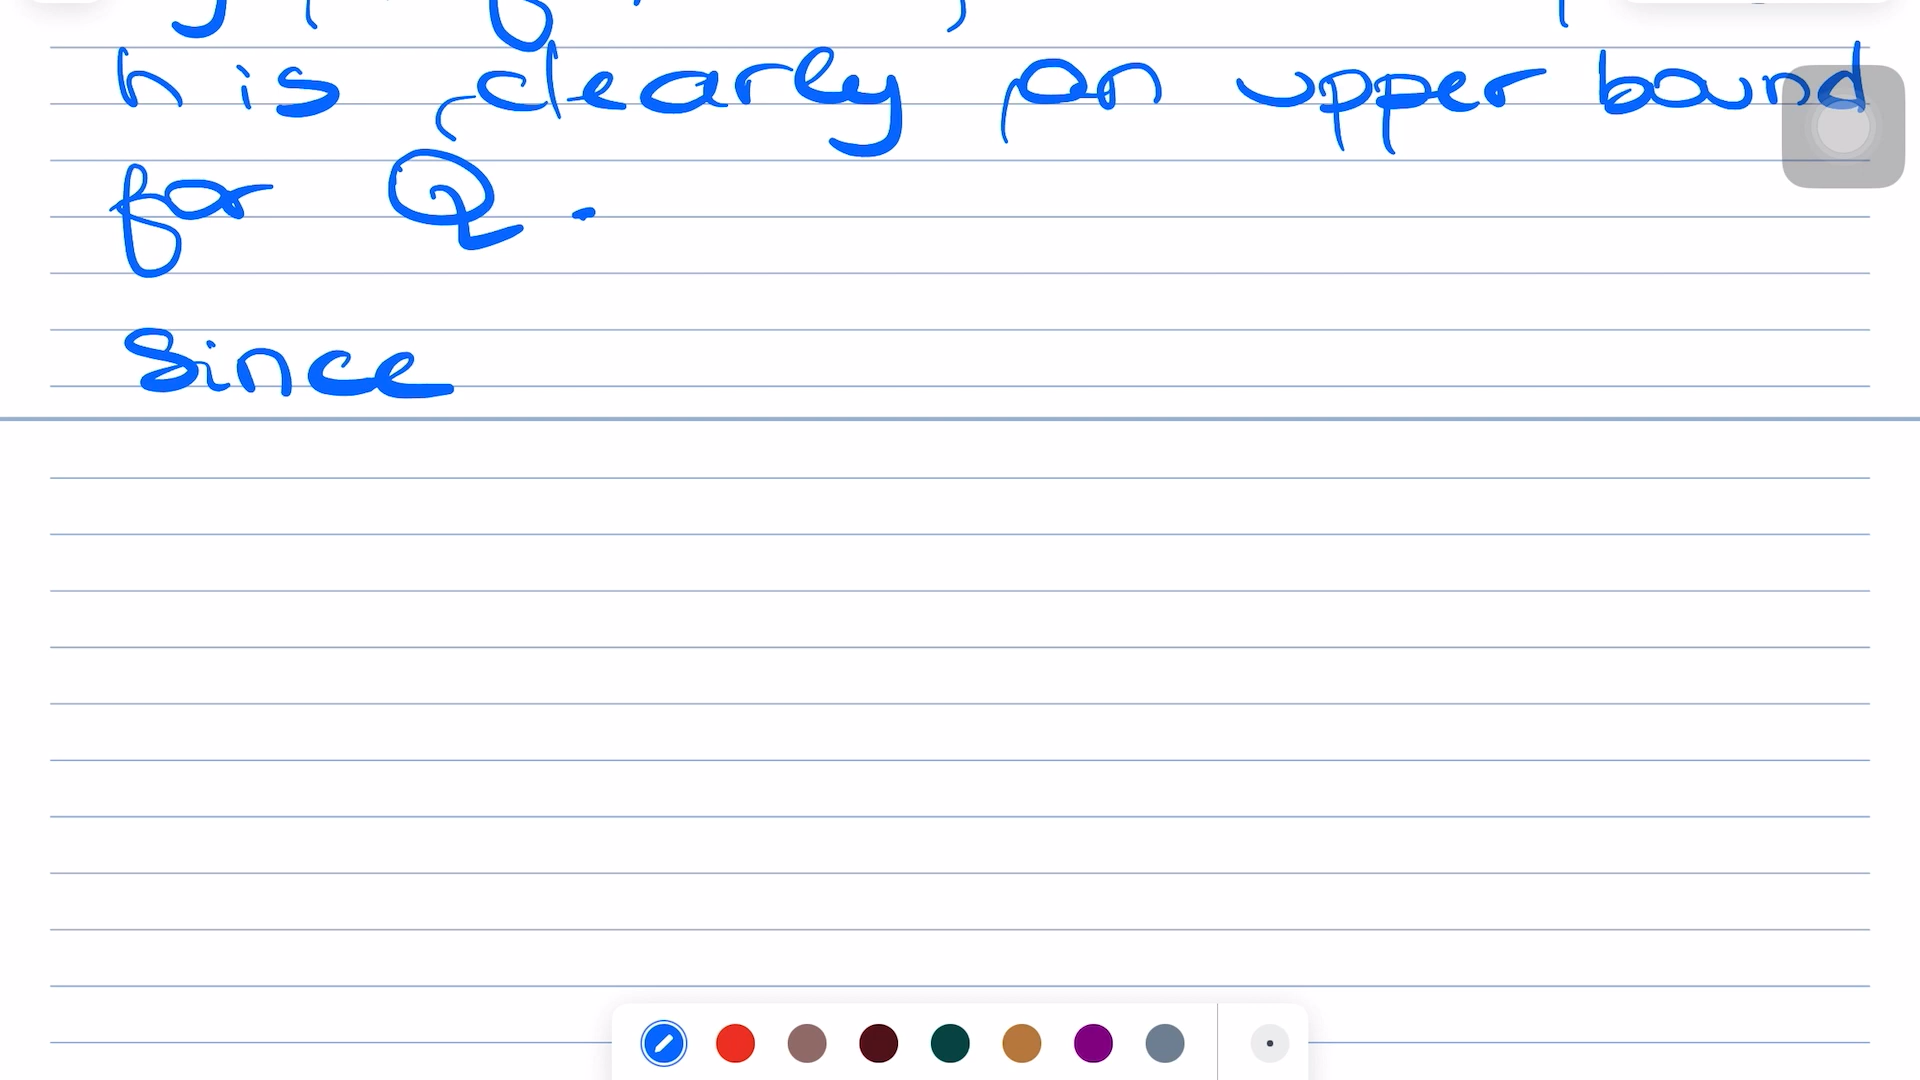 h is clearly an upper bound
for Q.
Since